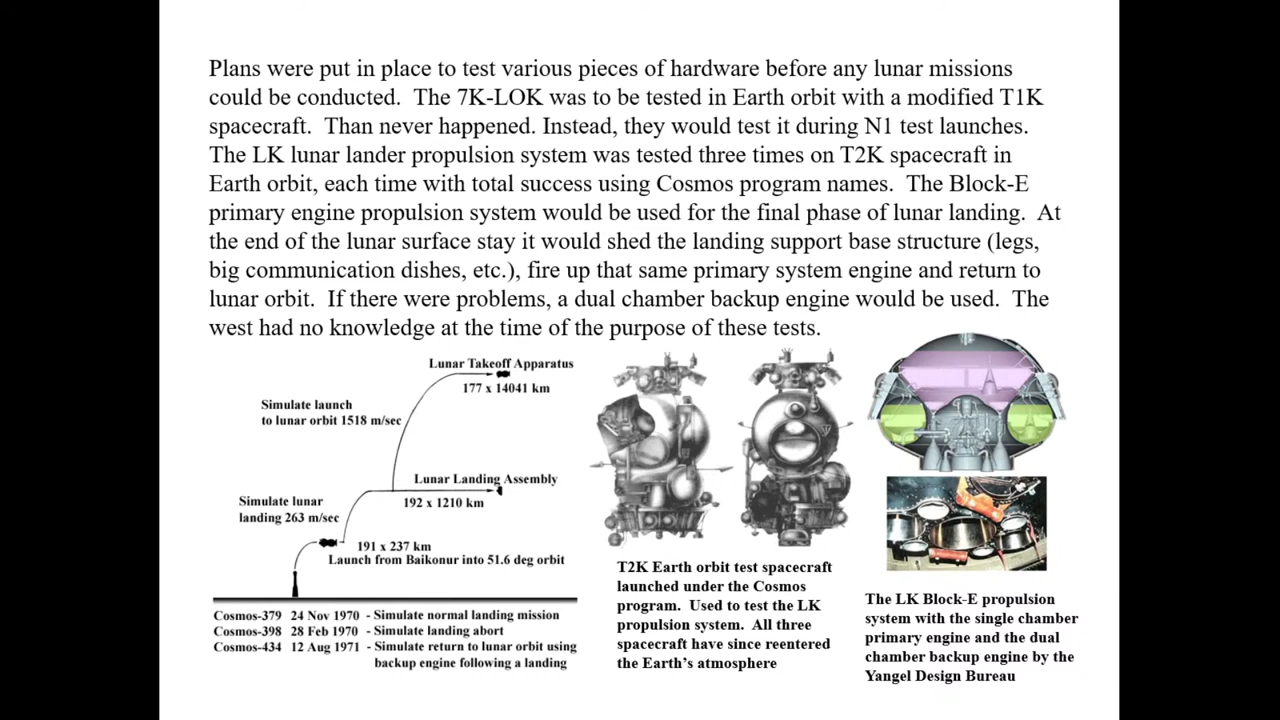 Plans were put in place to test various pieces of hardware before any lunar missions
could be conducted.  The 7K-LOK was to be tested in Earth orbit with a modified T1K
spacecraft.  Than never happened. Instead, they would test it during N1 test launches.
The LK lunar lander propulsion system was tested three times on T2K spacecraft in
Earth orbit, each time with total success using Cosmos program names.  The Block-E
primary engine propulsion system would be used for the final phase of lunar landing.  At
the end of the lunar surface stay it would shed the landing support base structure (legs,
big communication dishes, etc.), fire up that same primary system engine and return to
lunar orbit.  If there were problems, a dual chamber backup engine would be used.  The
west had no knowledge at the time of the purpose of these tests.
Lunar Takeoff Apparatus
177 x 14041 km
Simulate launch
to lunar orbit 1518 m/sec
Lunar Landing Assembly
192 x 1210 km
Simulate lunar
landing 263 m/sec
191 x 237 km
Launch from Baikonur into 51.6 deg orbit
Cosmos-379 24 Nov 1970 - Simulate normal landing mission
Cosmos-398 28 Feb 1970 - Simulate landing abort
Cosmos-434 12 Aug 1971 - Simulate return to lunar orbit using
backup engine following a landing
T2K Earth orbit test spacecraft
launched under the Cosmos
program.  Used to test the LK
propulsion system.  All three
spacecraft have since reentered
the Earth's atmosphere
The LK Block-E propulsion
system with the single chamber
primary engine and the dual
chamber backup engine by the
Yangel Design Bureau